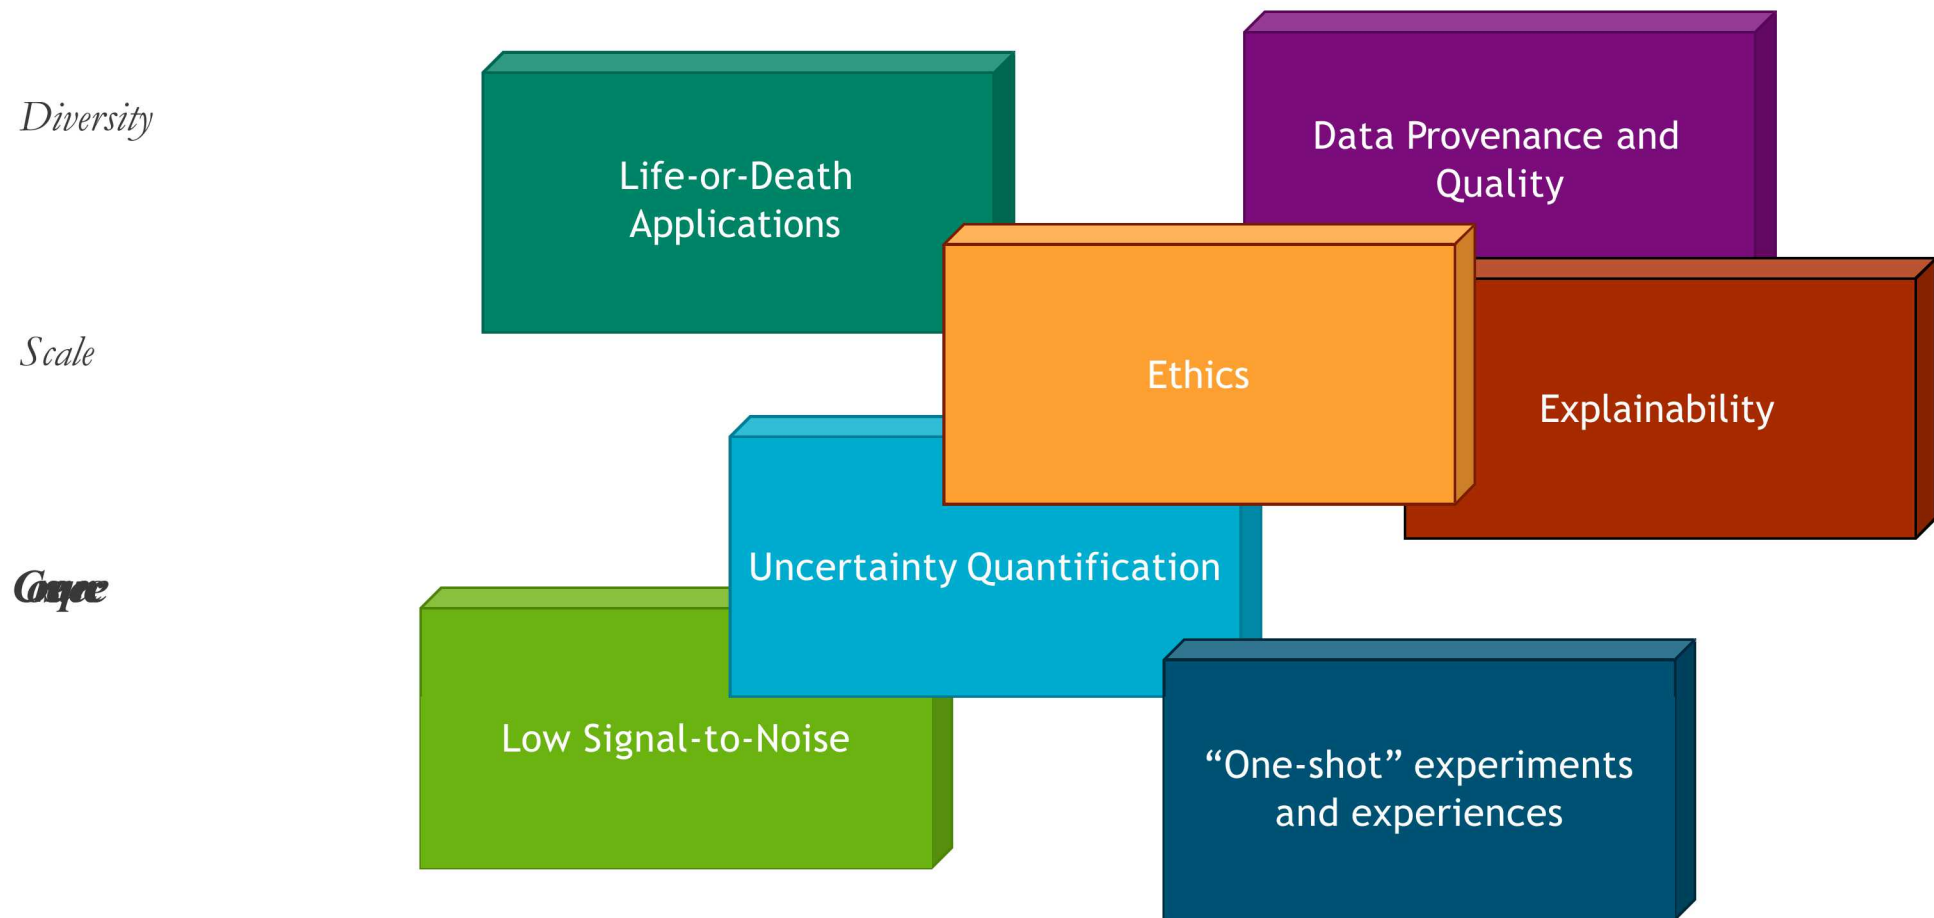 Diversity
Scale
Life-or-Death
Applications
Data Provenance and
Quality
Ethics
Explainability
Uncertainty Quantification
Low Signal-to-Noise
“One-shot” experiments
and experiences